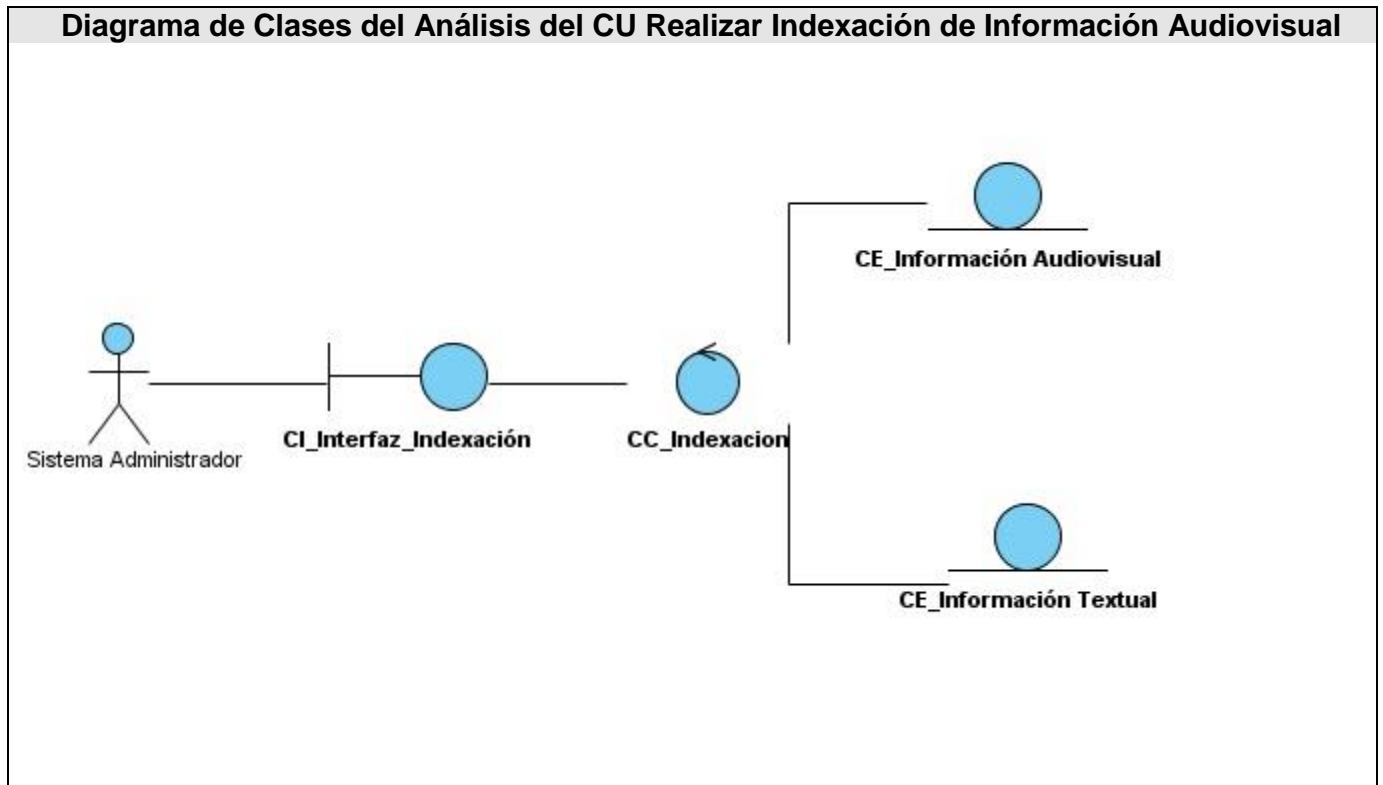 Diagrama de Clases del Análisis del CU Realizar Indexación de Información Audiovisual
CE_Información Audiovisual
Sistema Administrador
CI_Interfaz_Indexación
CC_Indexacion
CE_Información Textual